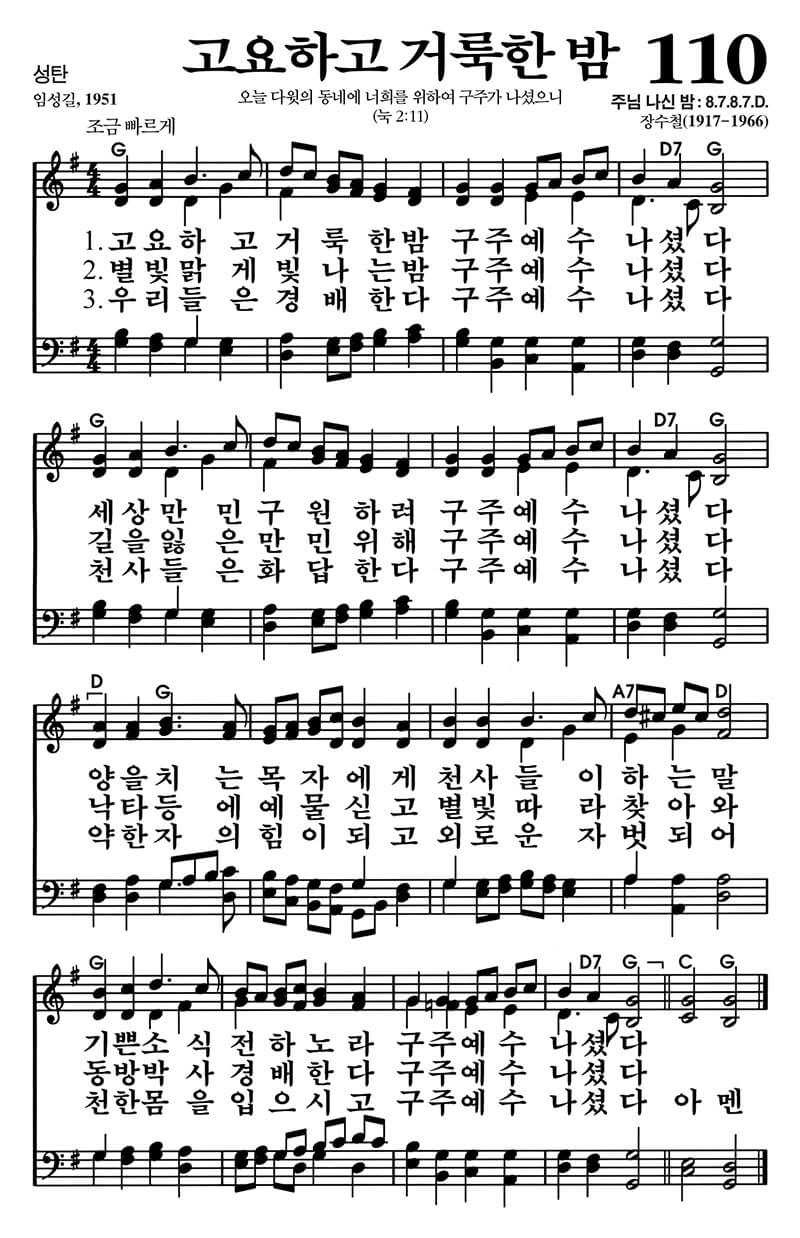 고요하고 거룩한 밤 110
성탄
임성길, 1951
오늘 다윗의 동네에 너희를 위하여 구주가 나셨으니
(눅 2:11)
주님 나신 밤 : 8.7.8.7.D.
장수철(1917-1966)
조금 빠르게
G D7 G
1. 고요하 고거 룩 한밤 구주예 수 나셨다
2. 별빛맑 게빛 나 는밤 구주예 수 나셨다
3. 우리들 은경 배 한다 구주예 수 나셨다
G D7 G
세상만 민구 원 하려 구주예 수 나셨다
길을잃 은만 민 위해 구주예 수 나셨다
천사들 은화 답 한다 구주예 수 나셨다
D G A7 D
양을치 는목 자 에게 천사들 이하는말
낙타등 에예 물 싣고 별빛따 라찾아와
약한자 의힘 이 되고 외로운 자벗되어
G D7 G C G
기쁜소 식전 하 노라 구주예 수 나셨다
동방박 사경 배 한다 구주예 수 나셨다
천한몸 을입 으 시고 구주예 수 나셨다 아멘